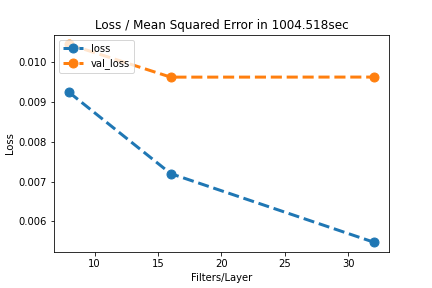 Loss / Mean Squared Error in 1004.518sec
loss
val_loss
0.010
0.009
0.008
0.007
0.006
Loss
10
15
20
25
30
Filters/Layer